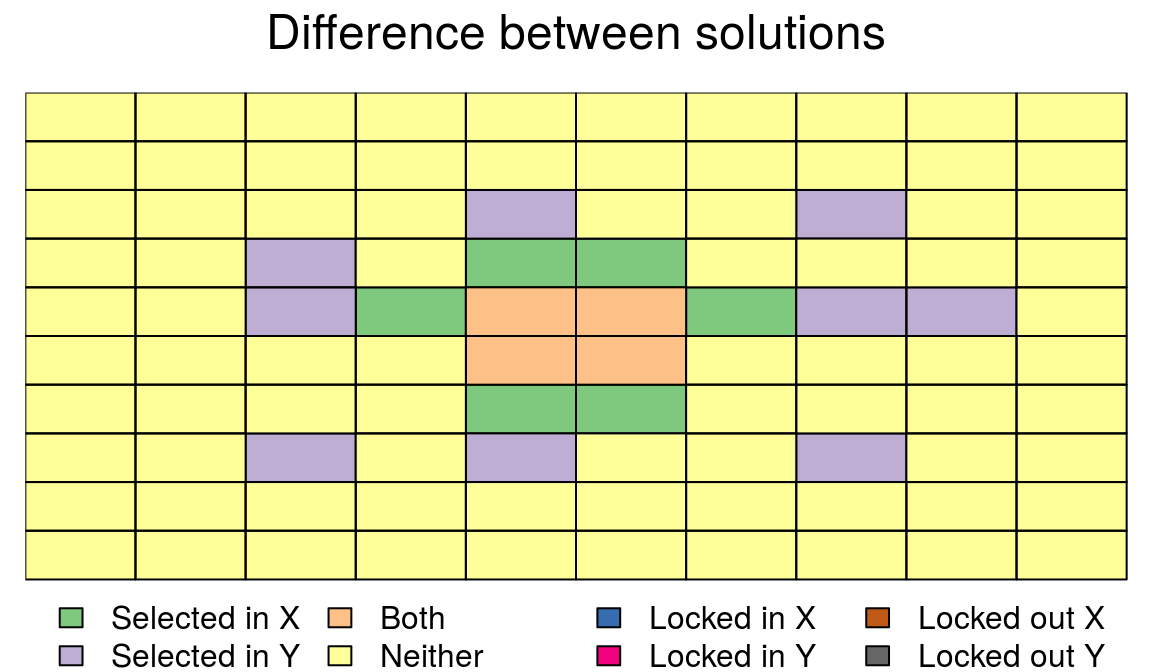 Difference between solutions
Selected in X Both Locked in X Locked out X
Selected in Y Neither Locked in Y Locked out Y